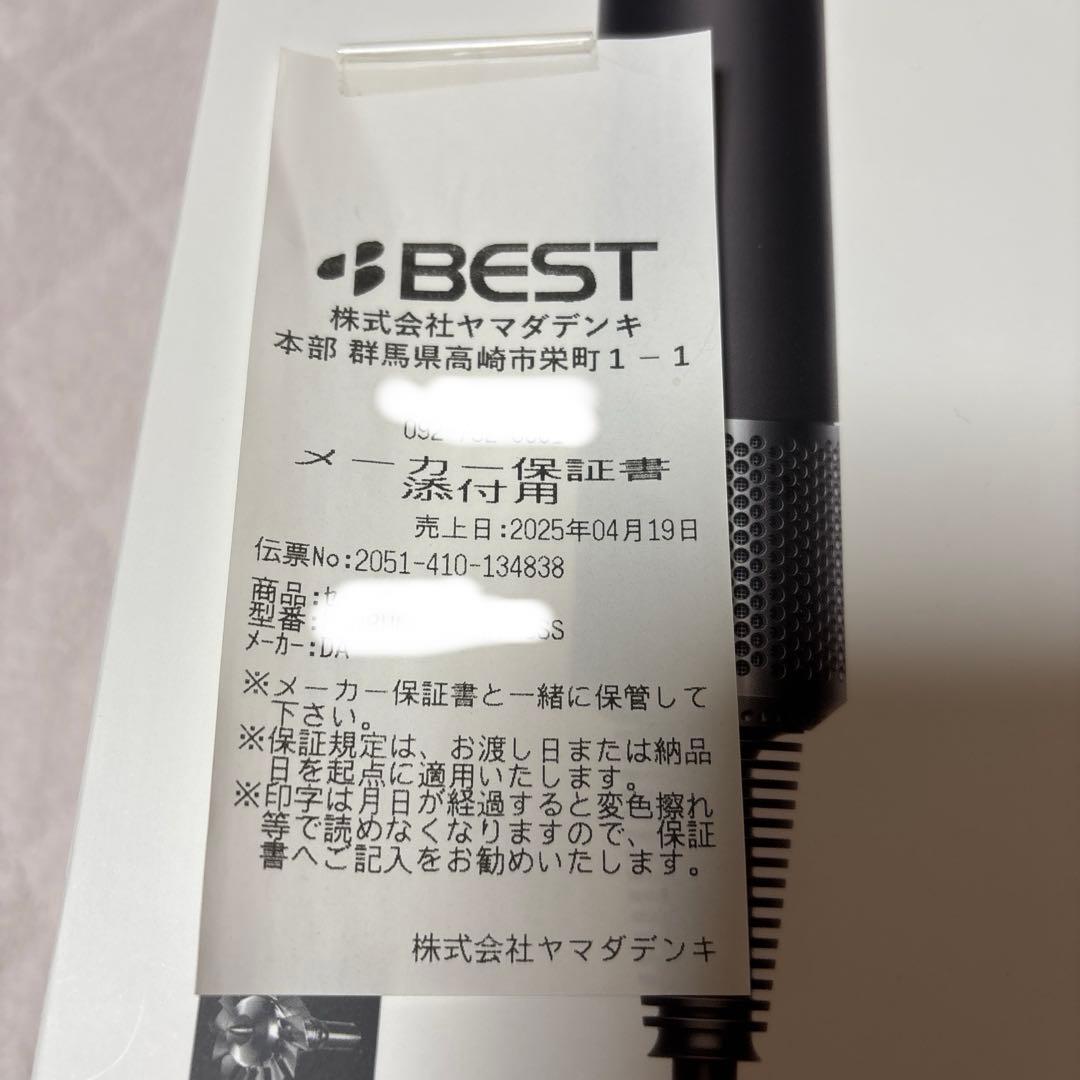 BEST
株式会社ヤマダデンキ
本部 群馬県高崎市栄町1-1
メーカー保証書
添付用
売上日:2025年04月19日
伝票No:2051-410-134838
商品:
型番:
メーカー:DA
※メーカー保証書と一緒に保管して
下さい。
※保証規定は、お渡し日または納品
日を起点に適用いたします。
※印字は月日が経過すると変色擦れ
等で読めなくなりますので、保証
書へご記入をお勧めいたします。
株式会社ヤマダデンキ